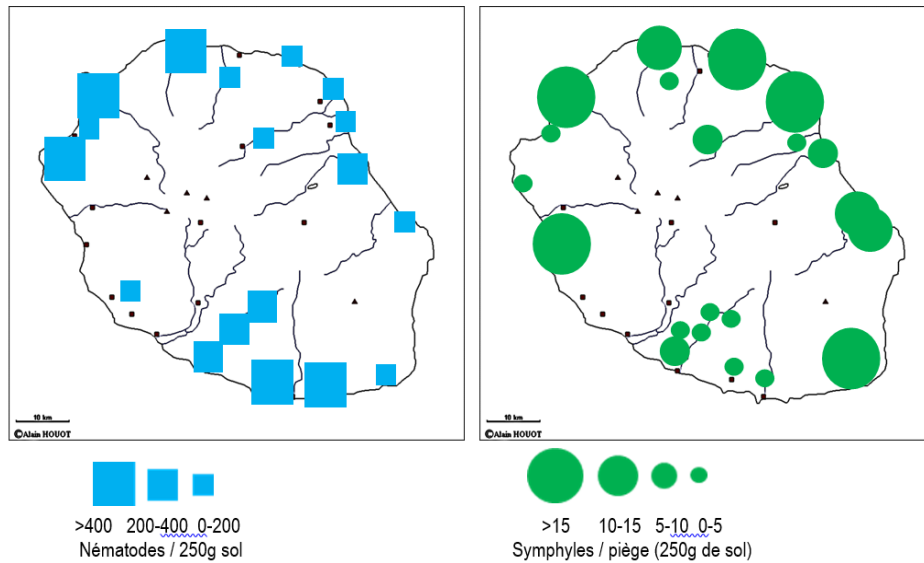 10 km
©Alain HOUOT
10 km
©Alain HOUOT
>400 200-400 0-200
Nématodes / 250g sol
>15 10-15 5-10 0-5
Symphyles / piège (250g de sol)